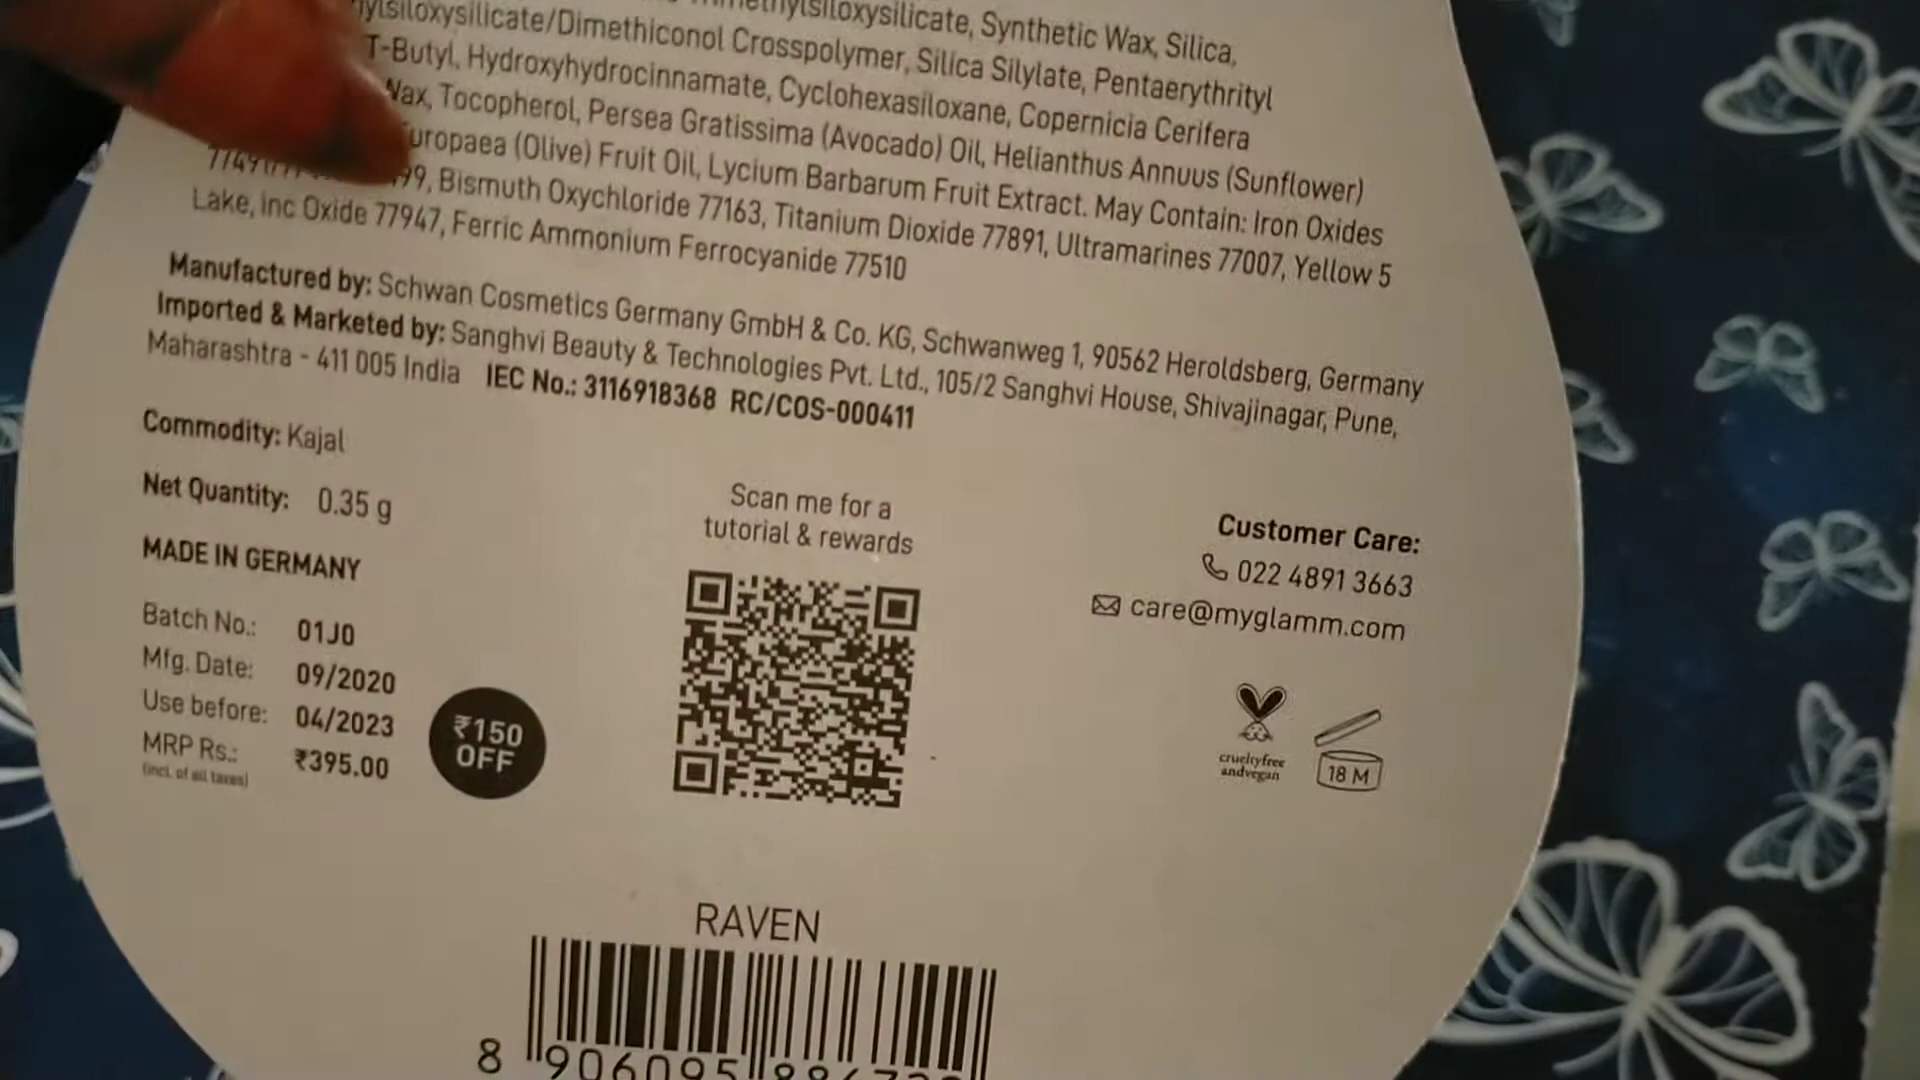 Synthetic Wax, Silica,
/Dimethiconol Crosspolymer, Silica Silylate, Pentaerythrityl
T-Butyl, Hydroxyhydrocinnamate, Cyclohexasiloxane, Copernicia Cerifera
Wax, Tocopherol, Persea Gratissima (Avocado) Oil, Helianthus Annuus (Sunflower)
(Olive) Fruit Oil, Lycium Barbarum Fruit Extract. May Contain: Iron Oxides
Bismuth Oxychloride 77163, Titanium Dioxide 77891, Ultramarines 77007, Yellow 5
Lake, inc Oxide 77947, Ferric Ammonium Ferrocyanide 77510
Manufactured by: Schwan Cosmetics Germany GmbH & Co. KG, Schwanweg 1, 90562 Heroldsberg, Germany
Imported & Marketed by: Sanghvi Beauty & Technologies Pvt. Ltd., 105/2 Sanghvi House, Shivajinagar, Pune,
Maharashtra - 411 005 India IEC No.: 3116918368 RC/COS-000411
Commodity: Kajal
Net Quantity: 0.35 g
MADE IN GERMANY
Batch No.: 01J0
Mfg. Date: 09/2020
Use before: 04/2023
MRP Rs.: ₹395.00
(incl. of all taxes)
₹150
OFF
Scan me for a
tutorial & rewards
Customer Care:
022 4891 3663
care@myglamm.com
crueltyfree
andvegan
18 M
RAVEN
8 906095